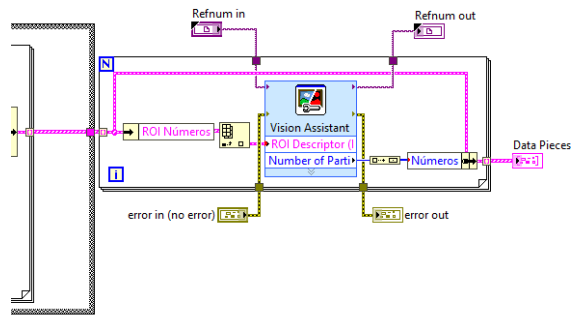 Refnum in
Refnum out
N
ROI Números
Vision Assistant
ROI Descriptor (I
Number of Parti
Números
Data Pieces
i
error in (no error)
error out